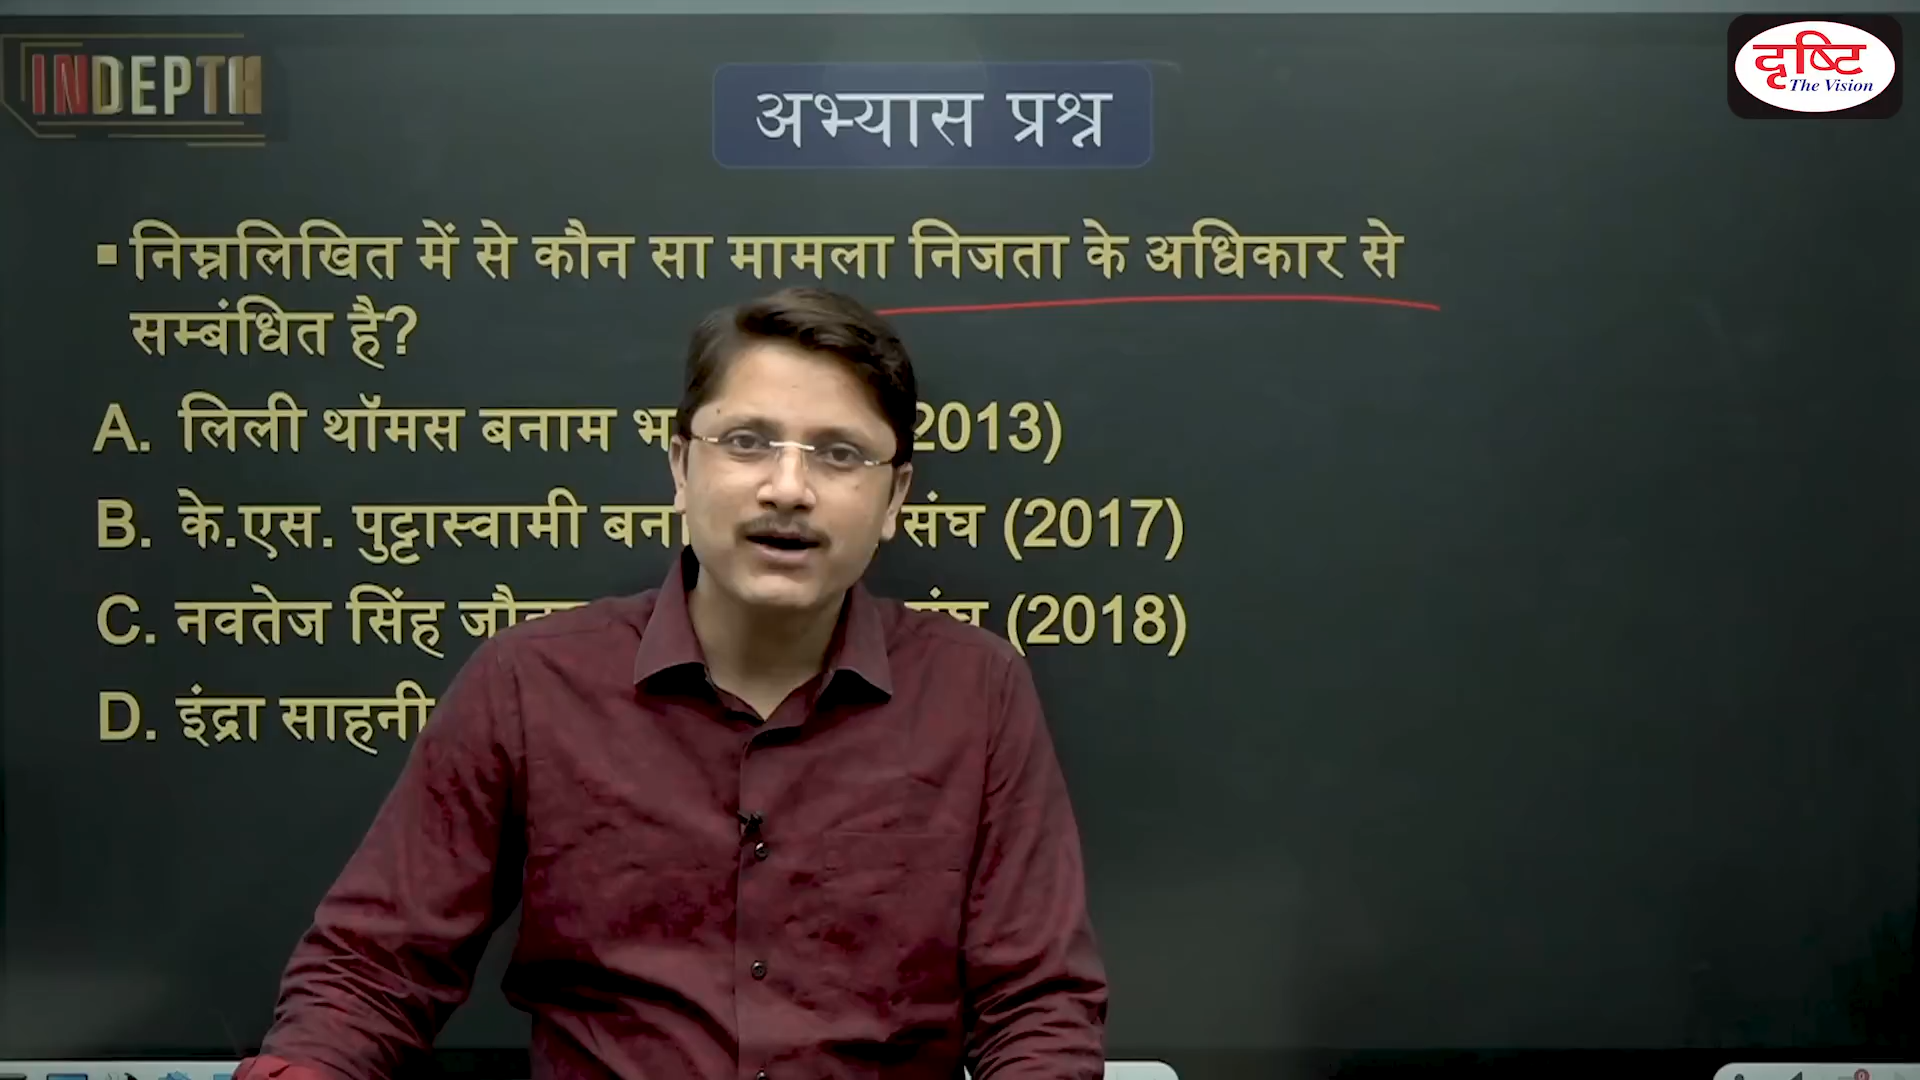 INDEPTH
अभ्यास प्रश्न
दृष्टि
The Vision
▪ निम्नलिखित में से कौन सा मामला निजता के अधिकार से
सम्बंधित है?
A. लिली थॉमस बनाम (2013)
B. के.एस. पुट्टास्वामी संघ (2017)
C. नवतेज सिंह संघ (2018)
D. इंद्रा साहनी